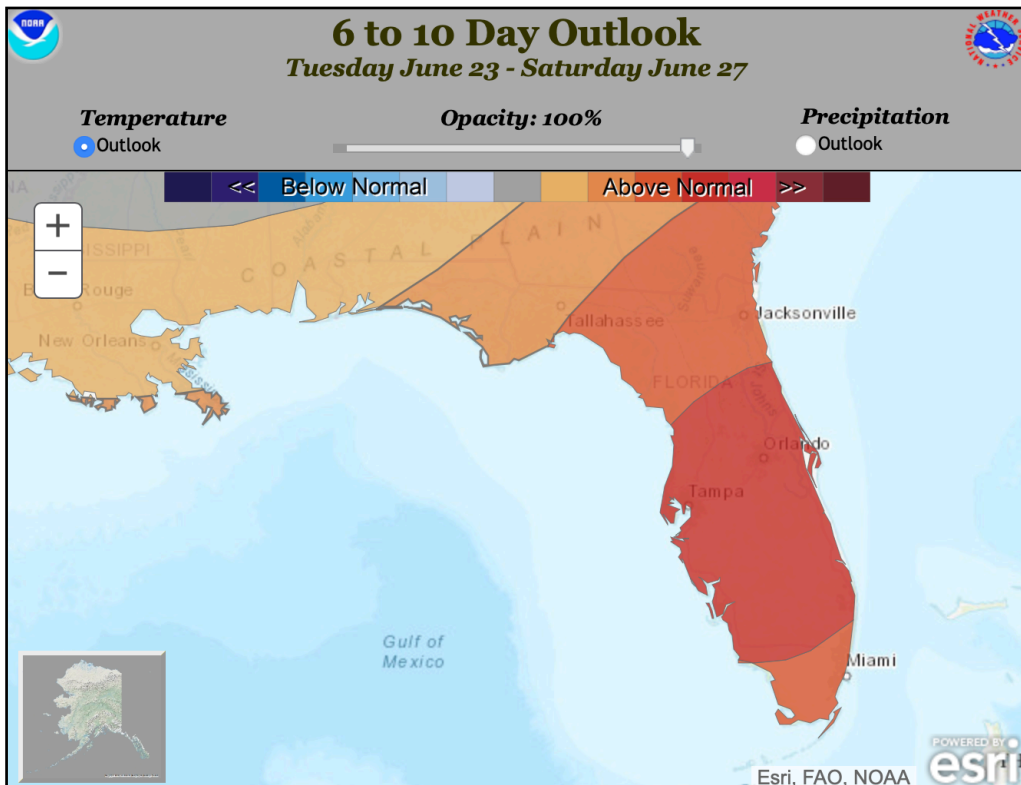 NOAA
6 to 10 Day Outlook
Tuesday June 23 - Saturday June 27
Temperature
Outlook
Opacity: 100%
Precipitation
Outlook
<< Below Normal
Above Normal >>
+
−
COASTAL PLAIN
Rouge
New Orleans
Tallahassee
Jacksonville
FLORIDA
Orlando
Tampa
Gulf of
Mexico
Miami
POWERED BY
esri
Esri, FAO, NOAA